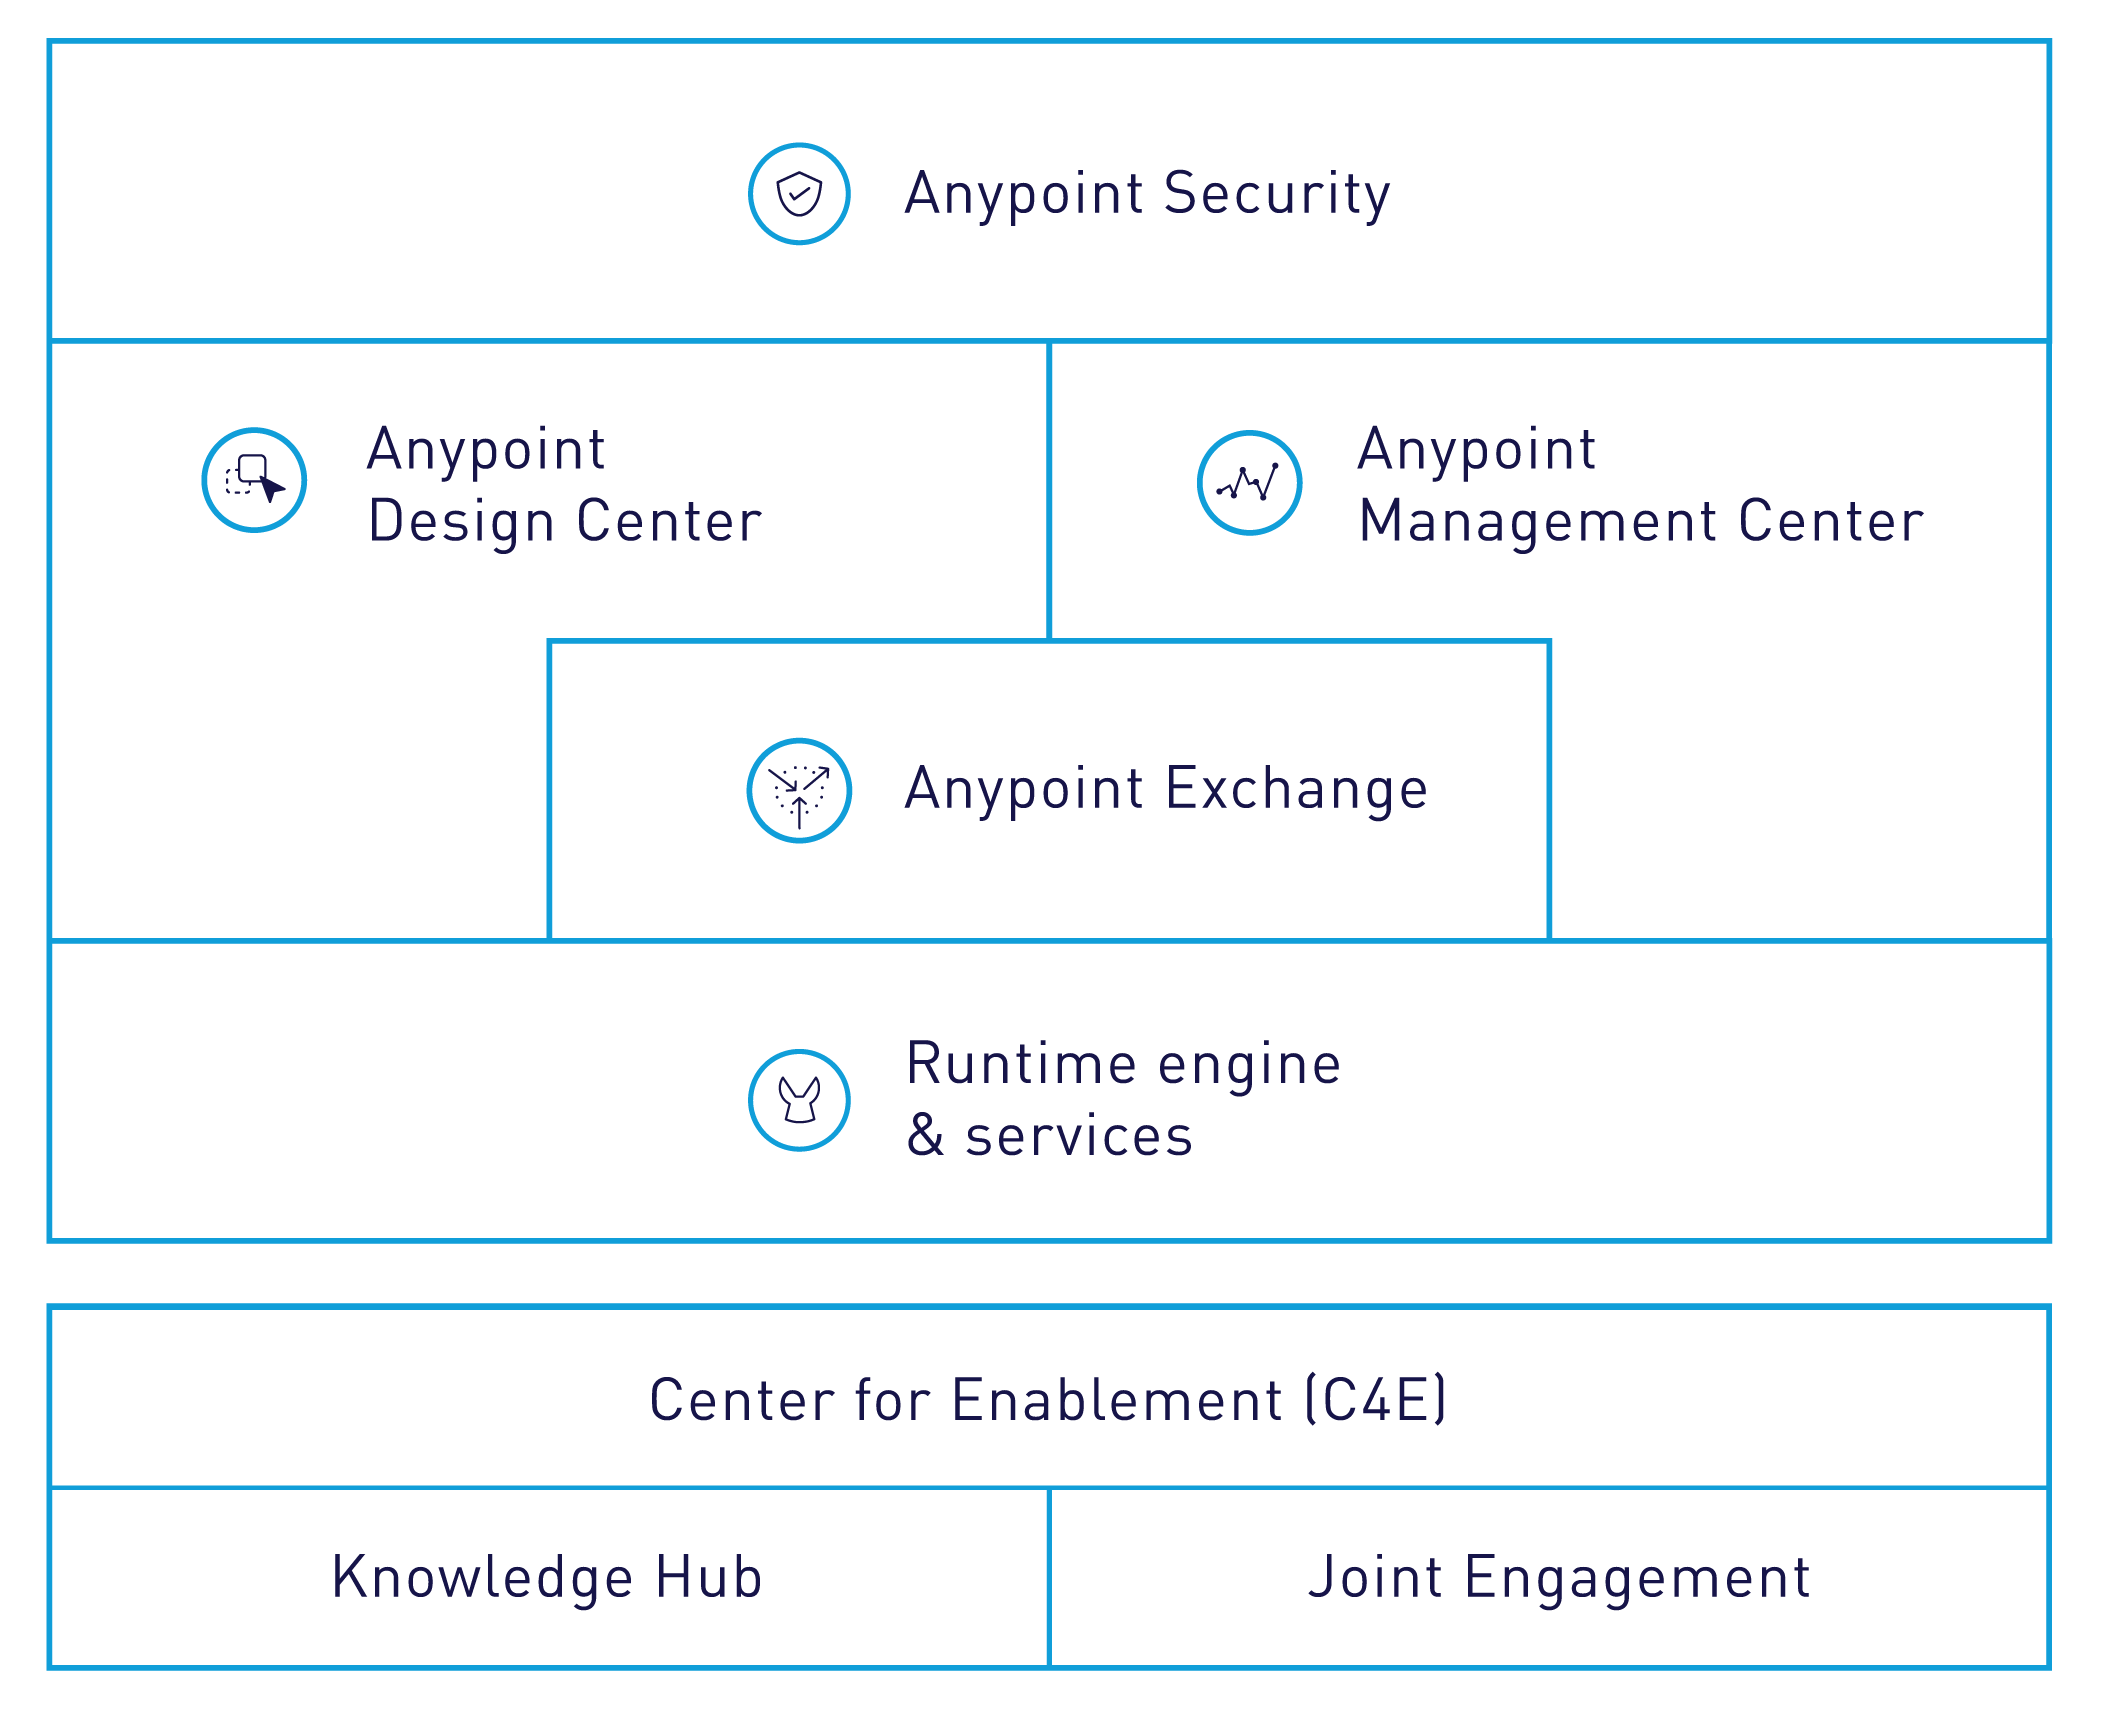 Anypoint Security
Anypoint
Design Center
Anypoint
Management Center
Anypoint Exchange
Runtime engine
& services
Center for Enablement (C4E)
Knowledge Hub
Joint Engagement